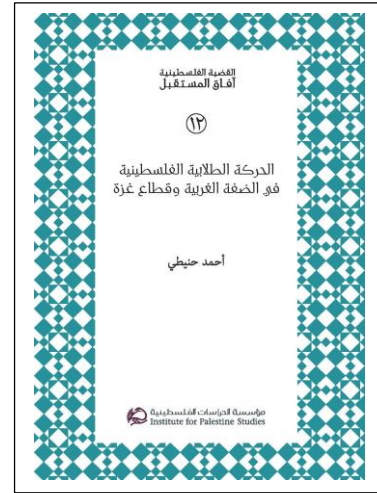 القضية الفلسطينية
آفاق المستقبل
١٢
الحركة الطلابية الفلسطينية
في الضفة الغربية وقطاع غزة
أحمد حنيطي
مؤسسة الدراسات الفلسطينية
Institute for Palestine Studies